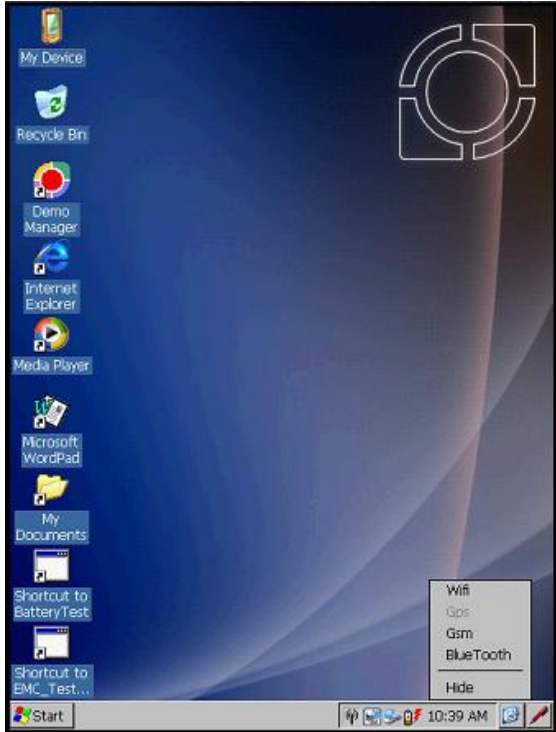 My Device
Recycle Bin
Demo
Manager
Internet
Explorer
Media Player
Microsoft
WordPad
My
Documents
Shortcut to
BatteryTest
Shortcut to
EMC_Test...
Wifi
Gps
Gsm
BlueTooth
Hide
Start
10:39 AM